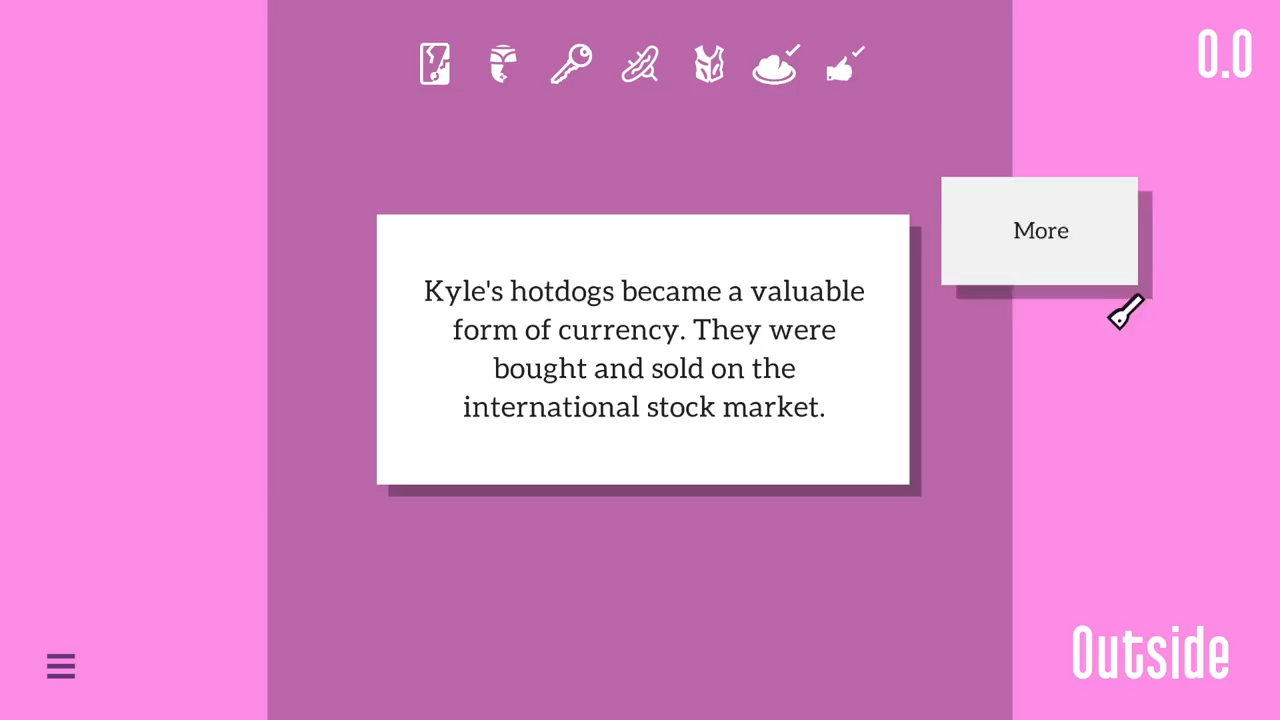 0.0
More
Kyle's hotdogs became a valuable
form of currency. They were
bought and sold on the
international stock market.
Outside